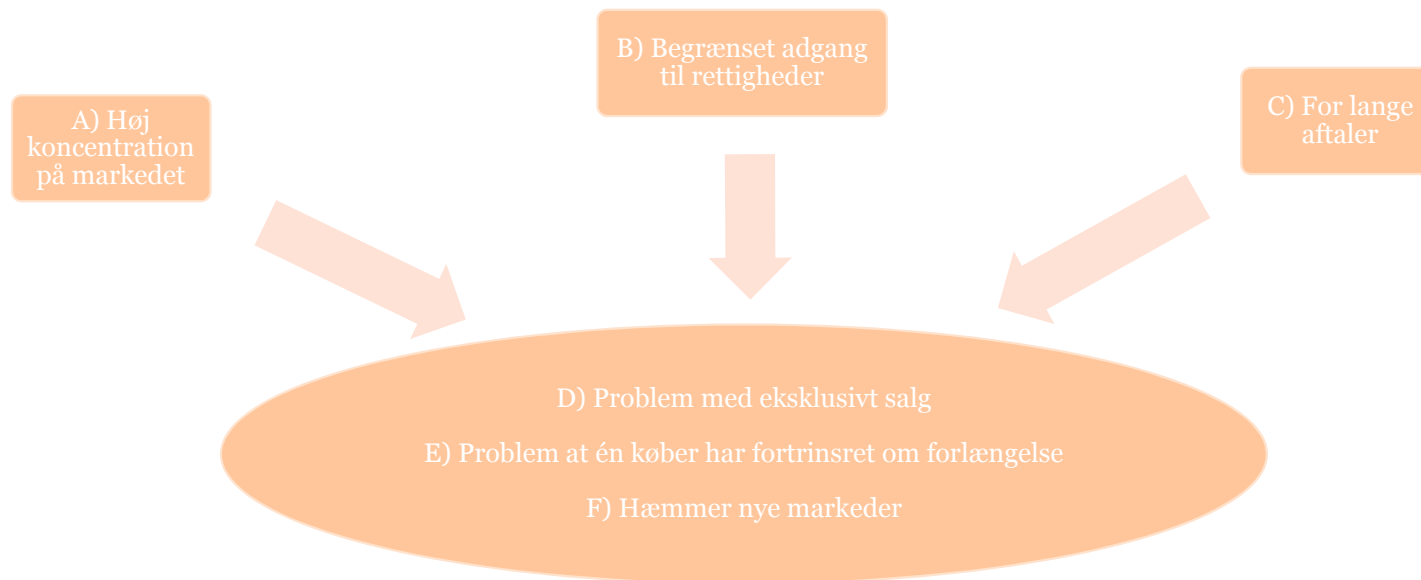 A) Høj
koncentration
på markedet
B) Begrænset adgang
til rettigheder
C) For lange
aftaler
D) Problem med eksklusivt salg
E) Problem at én køber har fortrinsret om forlængelse
F) Hæmmer nye markeder